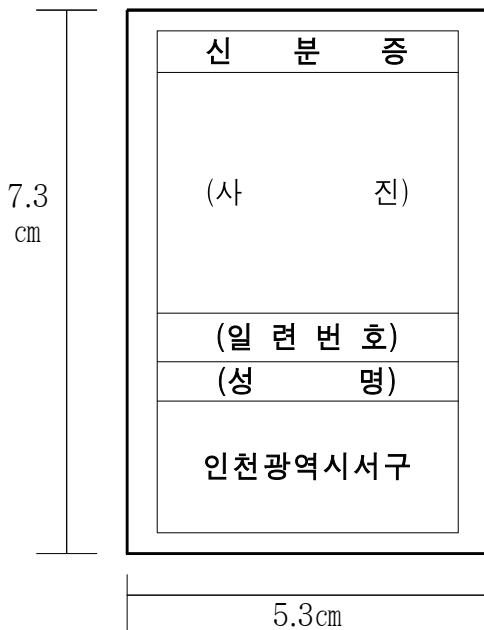 신 분 증
7.3
㎝
(사 진)
(일 련 번 호)
(성 명)
인천광역시서구
5.3㎝